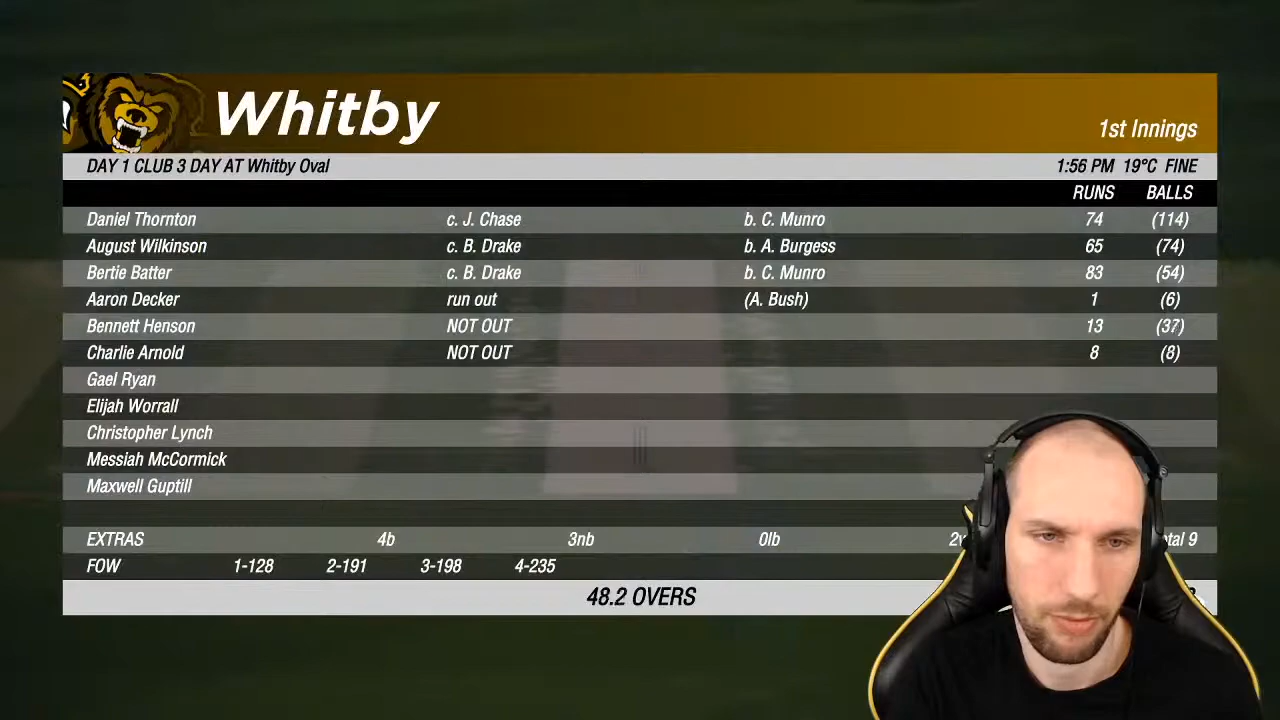 Whitby
1st Innings
DAY 1 CLUB 3 DAY AT Whitby Oval 1:56 PM 19°C FINE
RUNS BALLS
Daniel Thornton c. J. Chase b. C. Munro 74 (114)
August Wilkinson c. B. Drake b. A. Burgess 65 (74)
Bertie Batter c. B. Drake b. C. Munro 83 (54)
Aaron Decker run out (A. Bush) 1 (6)
Bennett Henson NOT OUT 13 (37)
Charlie Arnold NOT OUT 8 (8)
Gael Ryan
Elijah Worrall
Christopher Lynch
Messiah McCormick
Maxwell Guptill
EXTRAS 4b 3nb 0lb 9
FOW 1-128 2-191 3-198 4-235
48.2 OVERS